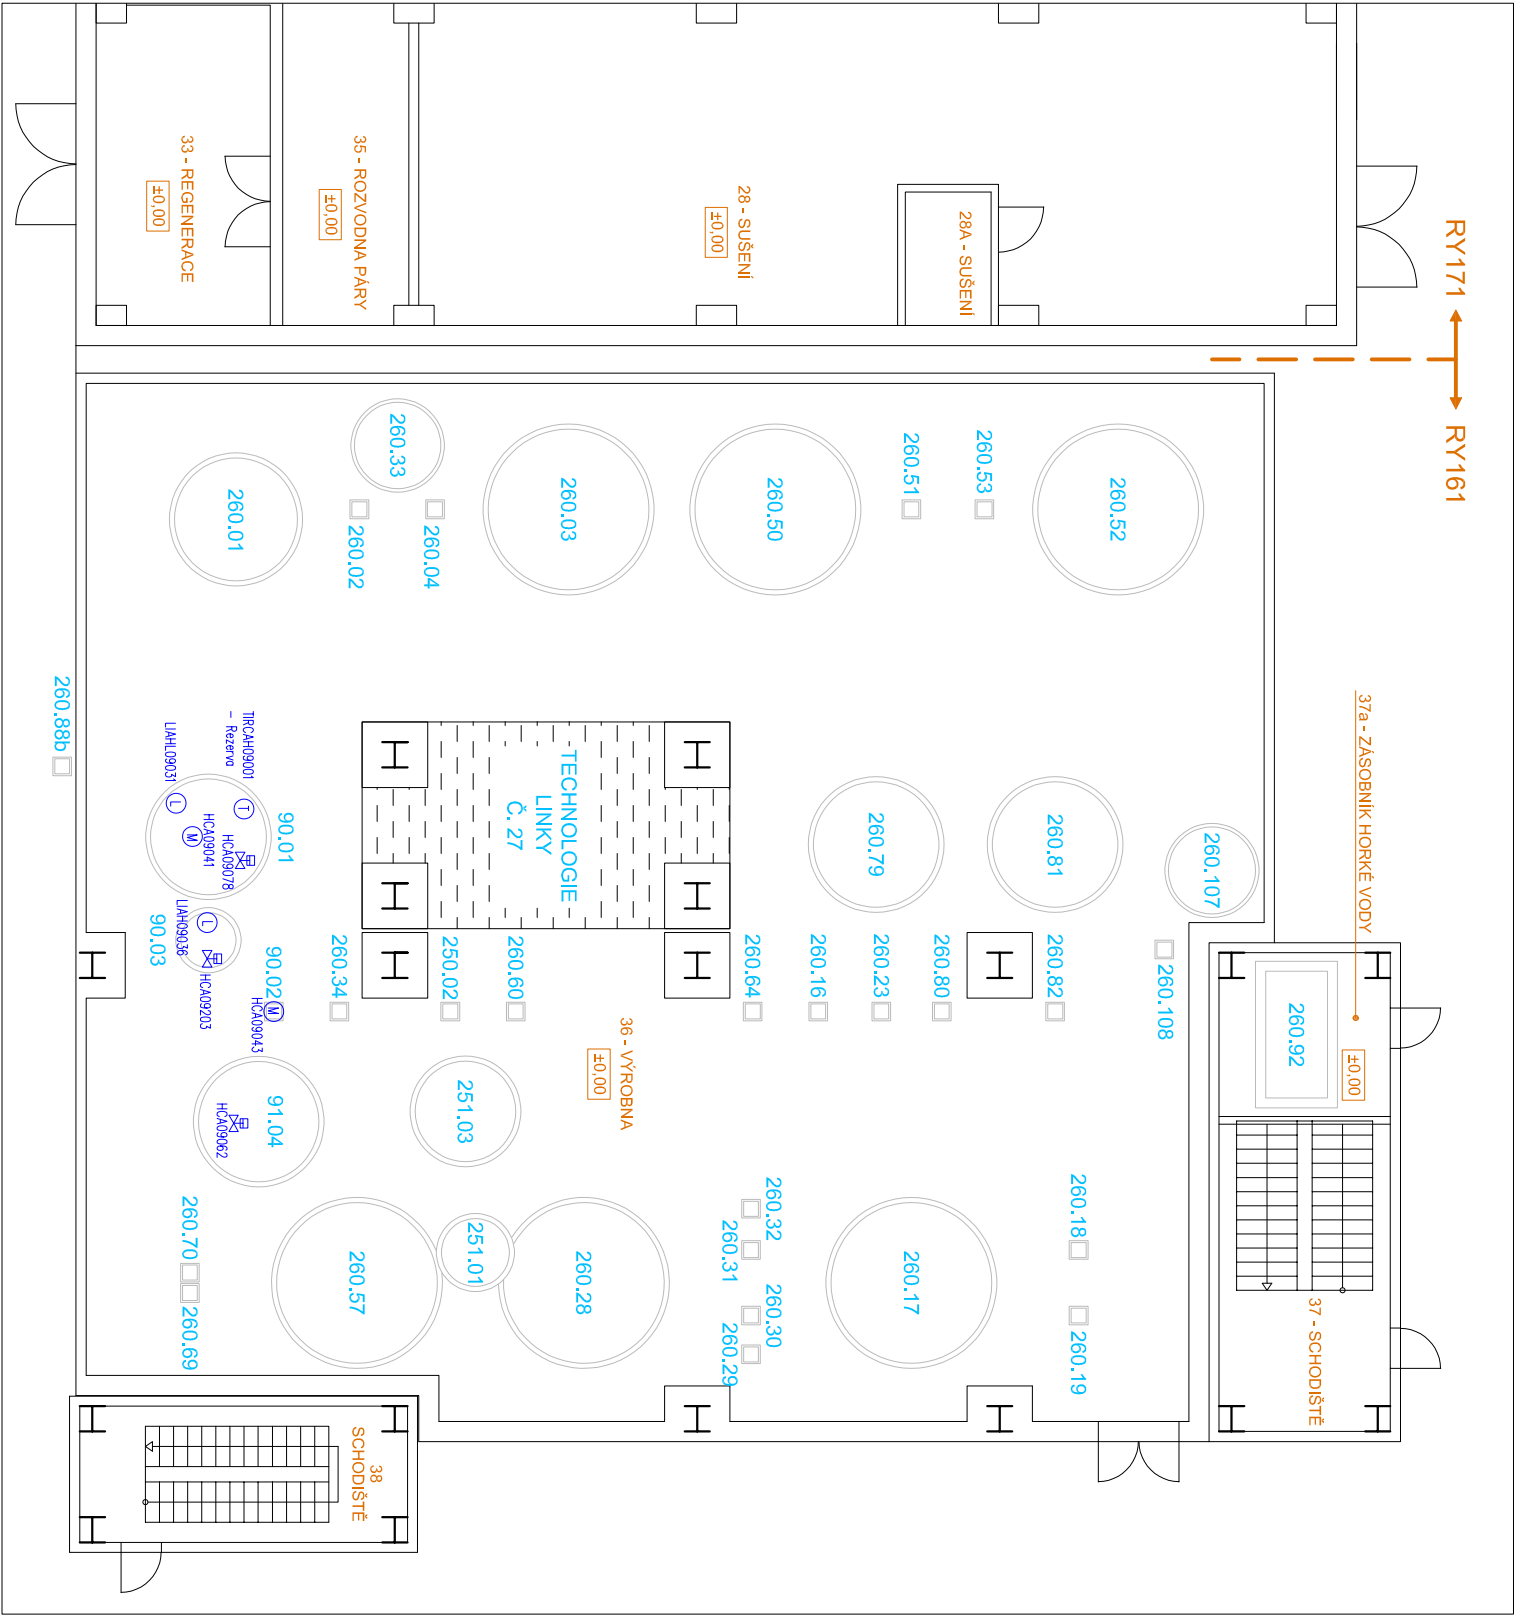 RY171
RY161
33 - REGENERACE
±0,00
35 - ROZVODNA PÁRY
±0,00
28 - SUŠENÍ
±0,00
28A - SUŠENÍ
37a - ZÁSOBNÍK HORKÉ VODY
±0,00
260.92
37 - SCHODIŠTĚ
260.52
260.53
260.51
260.50
260.03
260.33
260.04
260.02
260.01
260.107
260.81
260.79
TECHNOLOGIE
LINKY
Č. 27
260.88b
TIRCAH09001
– Rezerva
LIAHL09031
T
L
M
HCA09041
HCA09078
90.01
LIAH09036
L
90.03
HCA09203
90.02
M
HCA09043
260.34
250.02
260.60
260.64
260.16
260.23
260.80
260.82
260.108
36 - VÝROBNA
±0,00
91.04
HCA09062
251.03
251.01
260.57
260.28
260.17
260.70
260.69
260.32
260.31
260.30
260.29
260.18
260.19
38
SCHODIŠTĚ